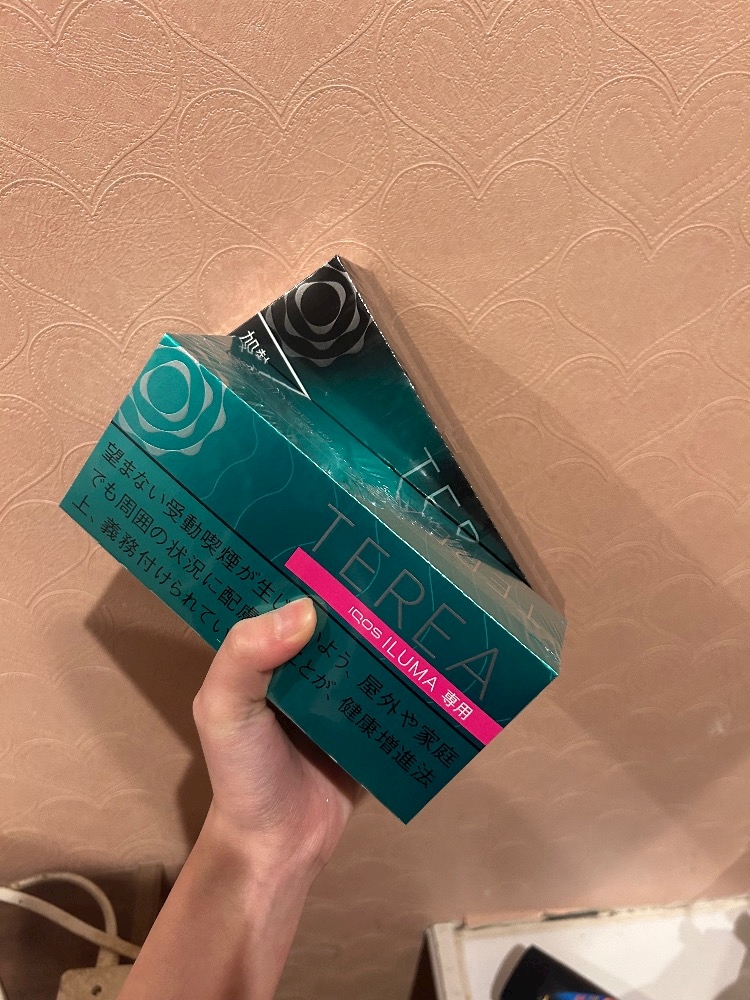 加熱
TER
TEREA
IQOS ILUMA 専用
望まない受動喫煙が生
でも周囲の状況に配慮 よう、屋外や家庭
上、義務付けられてい とが、健康増進法